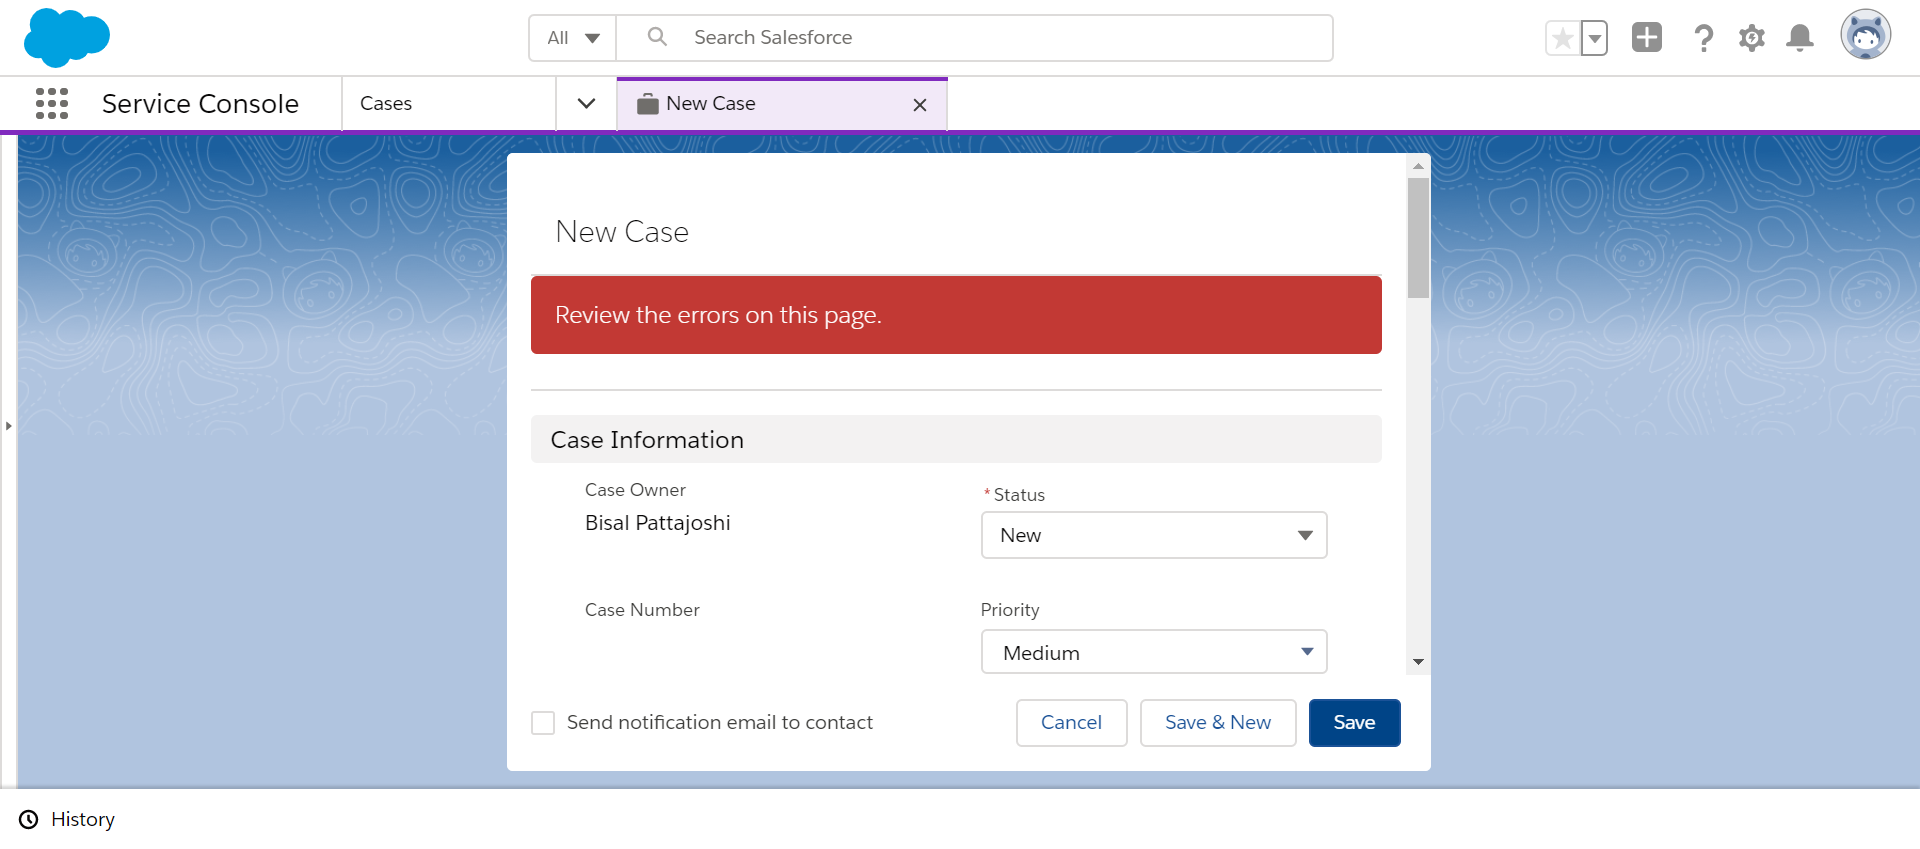 All
Search Salesforce
Service Console
Cases
New Case
New Case
Review the errors on this page.
Case Information
Case Owner
* Status
Bisal Pattajoshi
New
Case Number
Priority
Medium
Send notification email to contact
Cancel
Save & New
Save
History